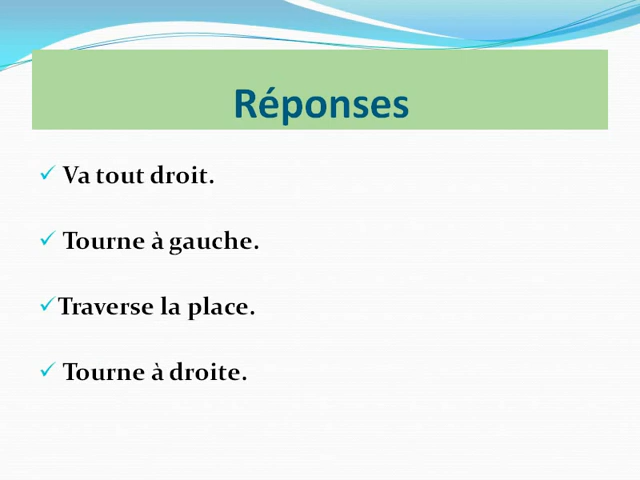 Réponses
Va tout droit.
Tourne à gauche.
Traverse la place.
Tourne à droite.